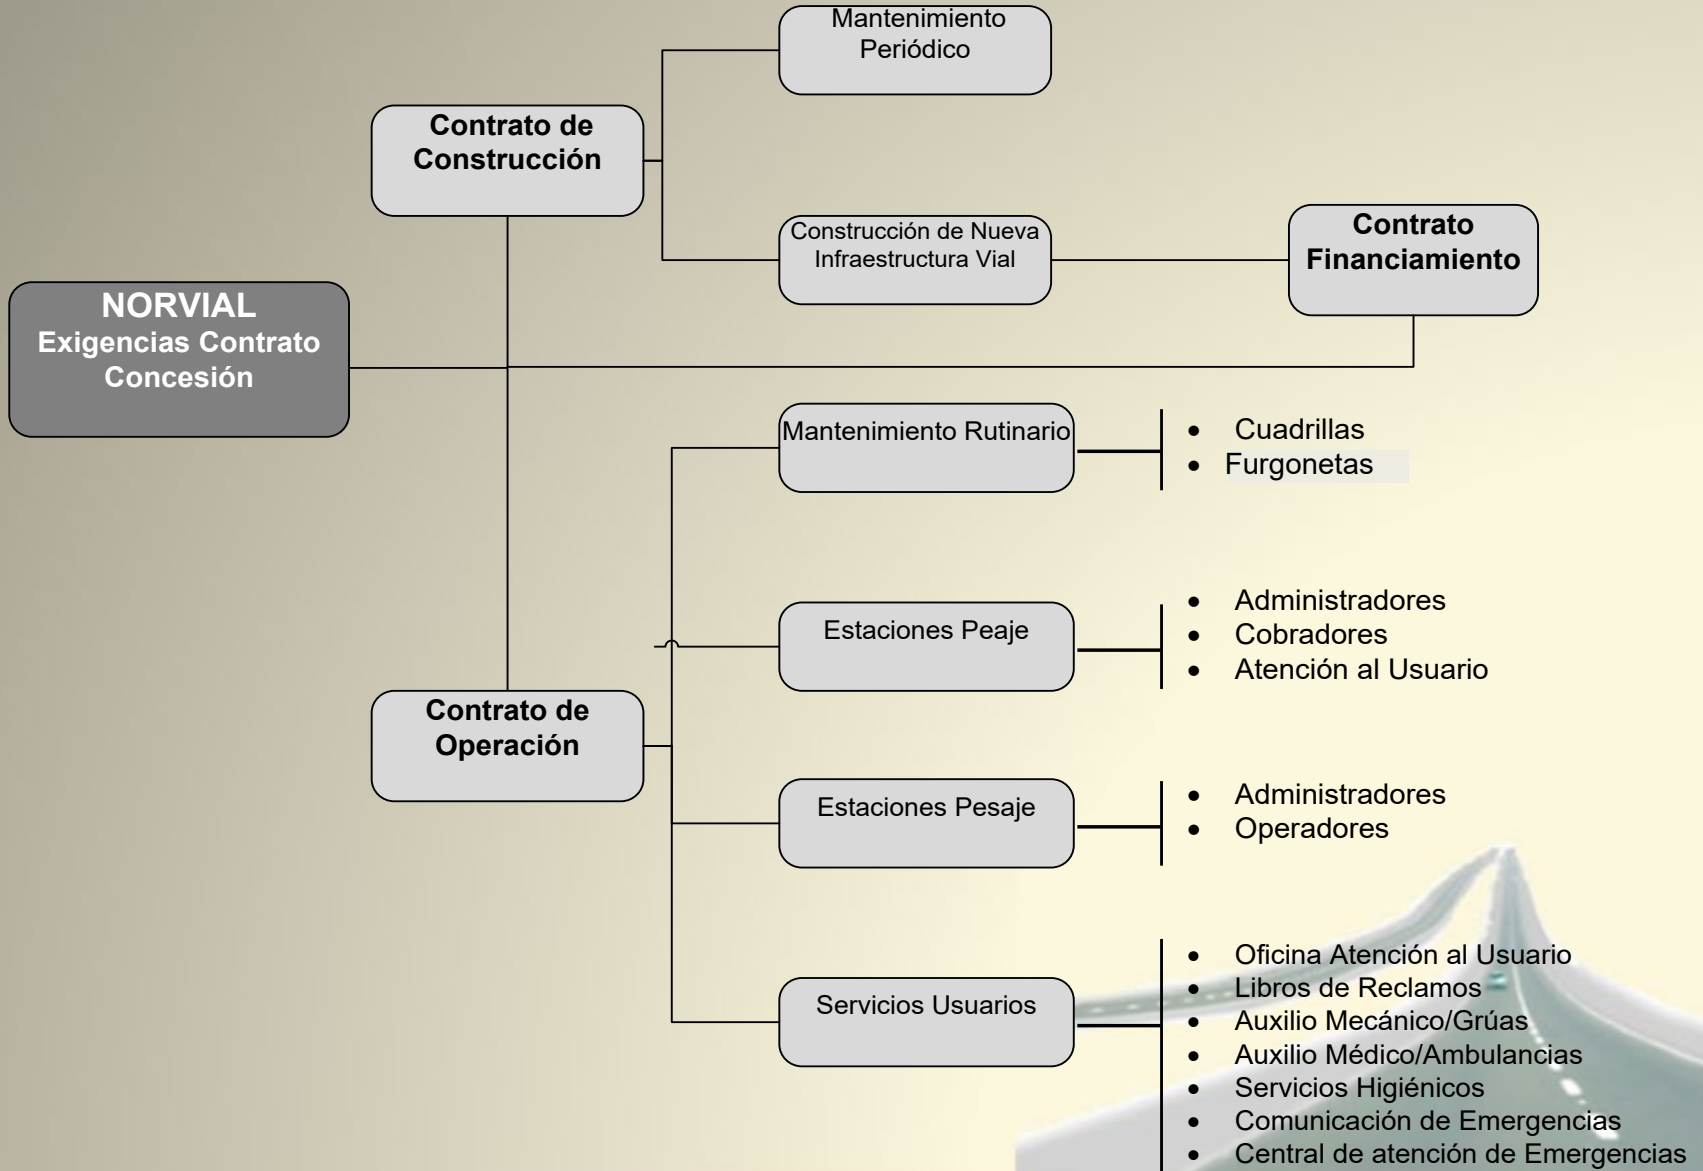 Mantenimiento
Periódico
Contrato de
Construcción
Construcción de Nueva
Infraestructura Vial
Contrato
Financiamiento
NORVIAL
Exigencias Contrato
Concesión
Mantenimiento Rutinario
• Cuadrillas
• Furgonetas
Estaciones Peaje
• Administradores
• Cobradores
• Atención al Usuario
Contrato de
Operación
Estaciones Pesaje
• Administradores
• Operadores
Servicios Usuarios
• Oficina Atención al Usuario
• Libros de Reclamos
• Auxilio Mecánico/Grúas
• Auxilio Médico/Ambulancias
• Servicios Higiénicos
• Comunicación de Emergencias
• Central de atención de Emergencias